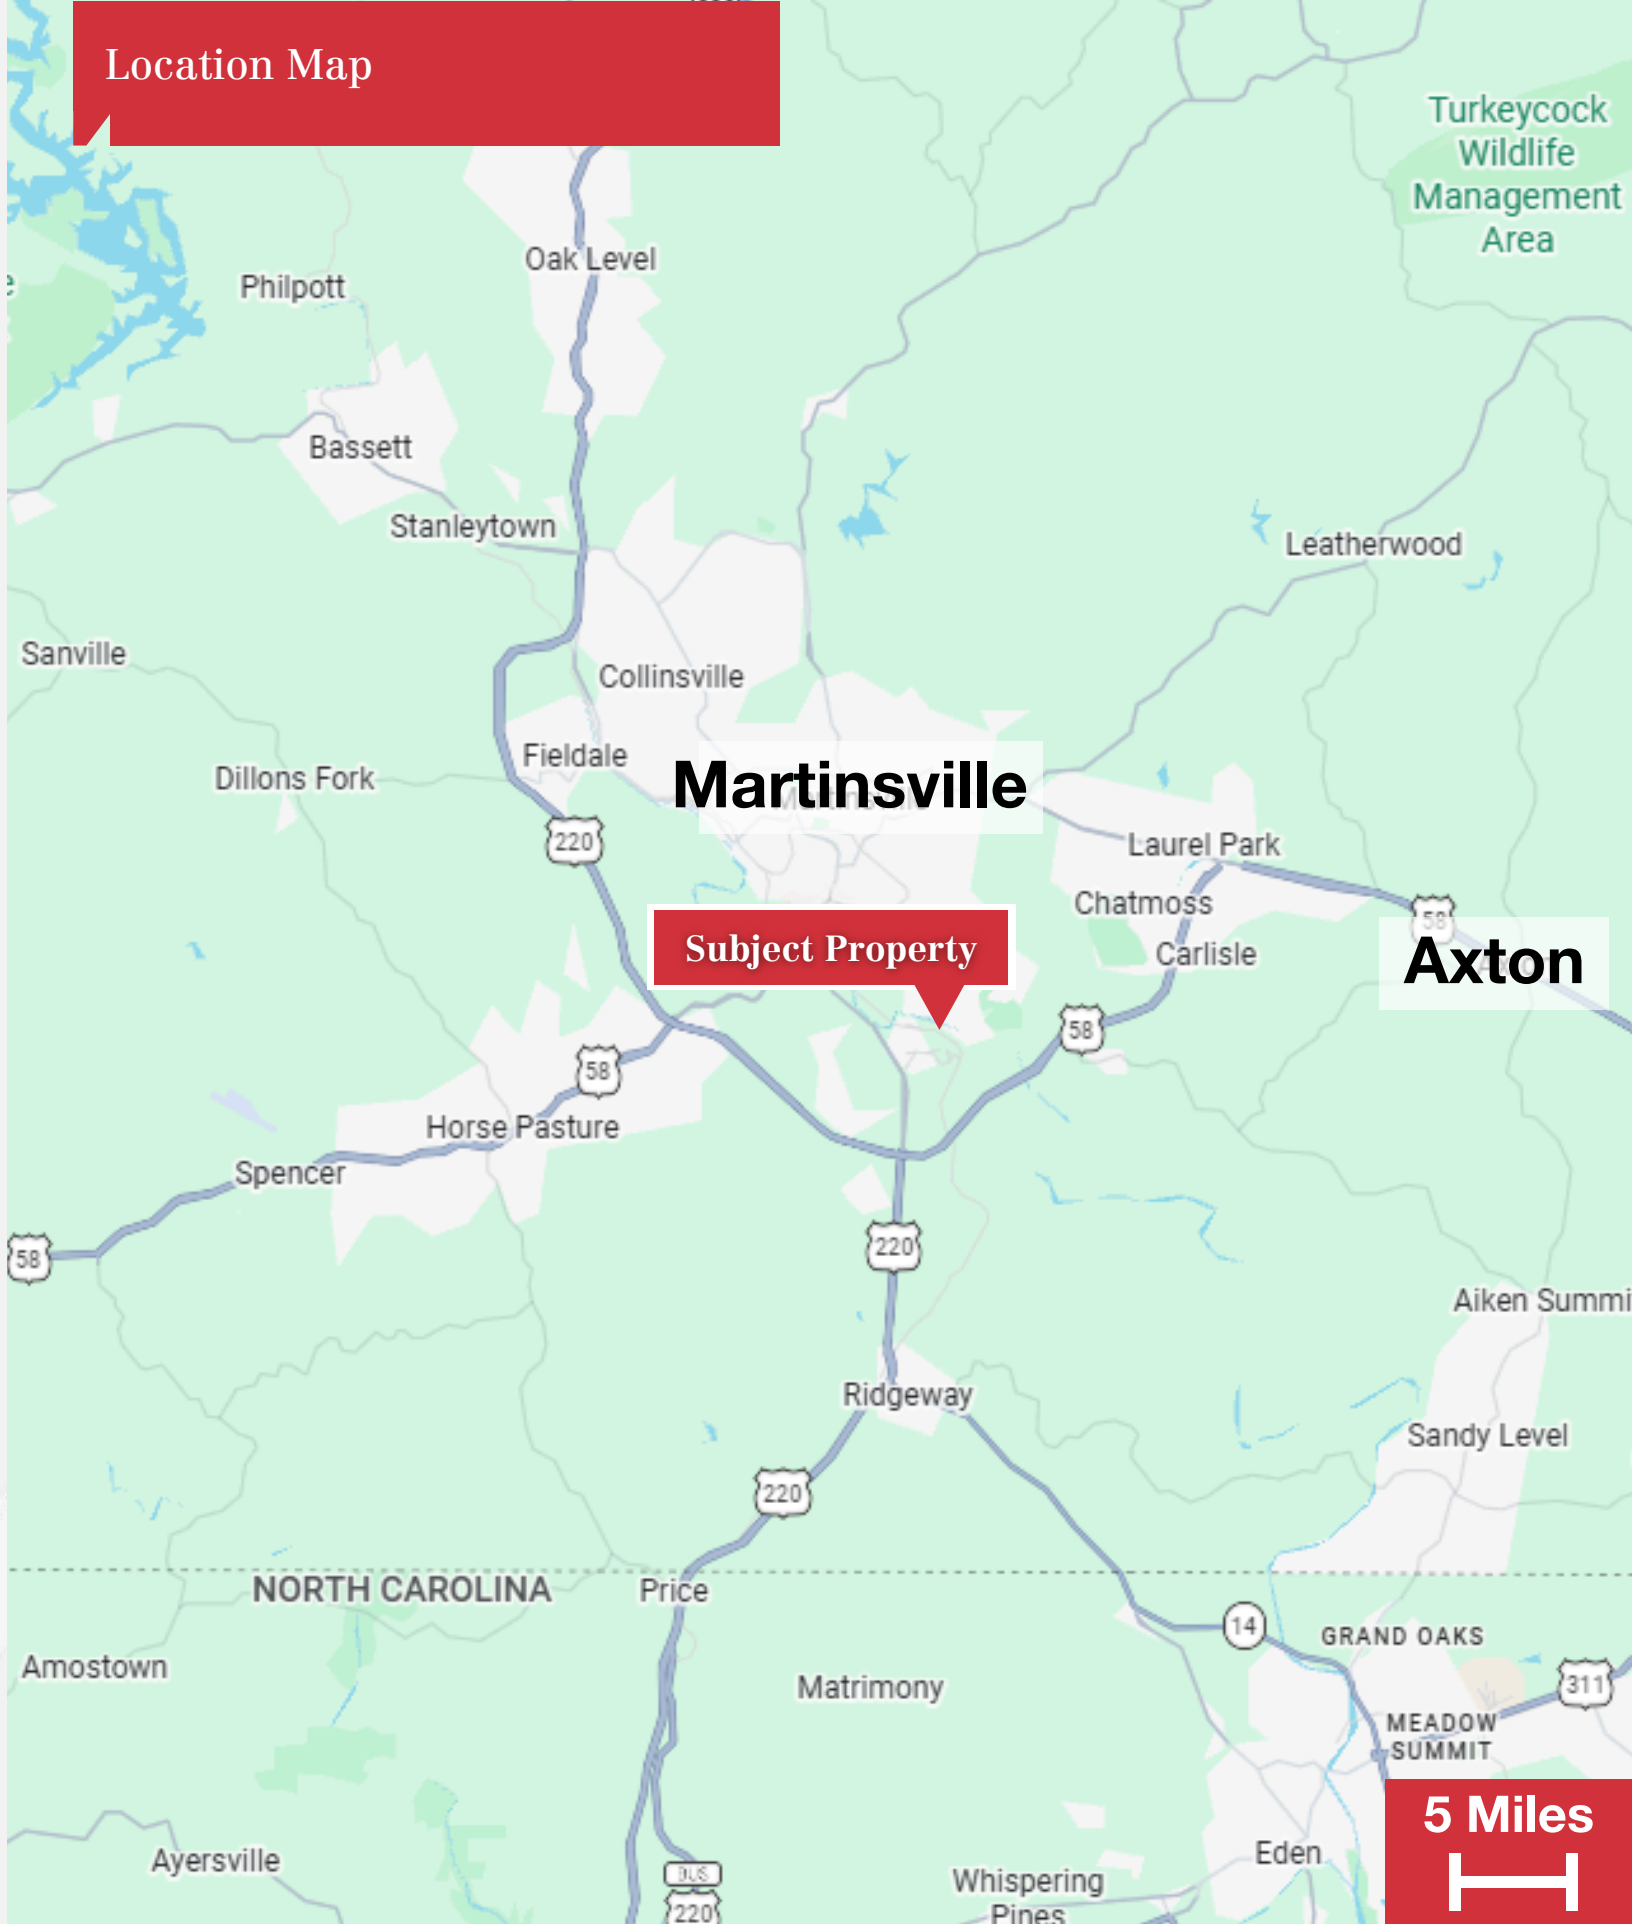 Location Map
Turkeycock
Wildlife
Management
Area
Oak Level
Philpott
Bassett
Stanleytown
Leatherwood
Sanville
Collinsville
Fieldale
Dillons Fork
Martinsville
220
Laurel Park
Chatmoss
58
Subject Property
Carlisle
Axton
58
58
Horse Pasture
Spencer
58
220
Aiken Summi
Ridgeway
Sandy Level
220
NORTH CAROLINA
Price
14
GRAND OAKS
Amostown
Matrimony
311
MEADOW
SUMMIT
5 Miles
Ayersville
Eden
BUS
220
Whispering
Pines